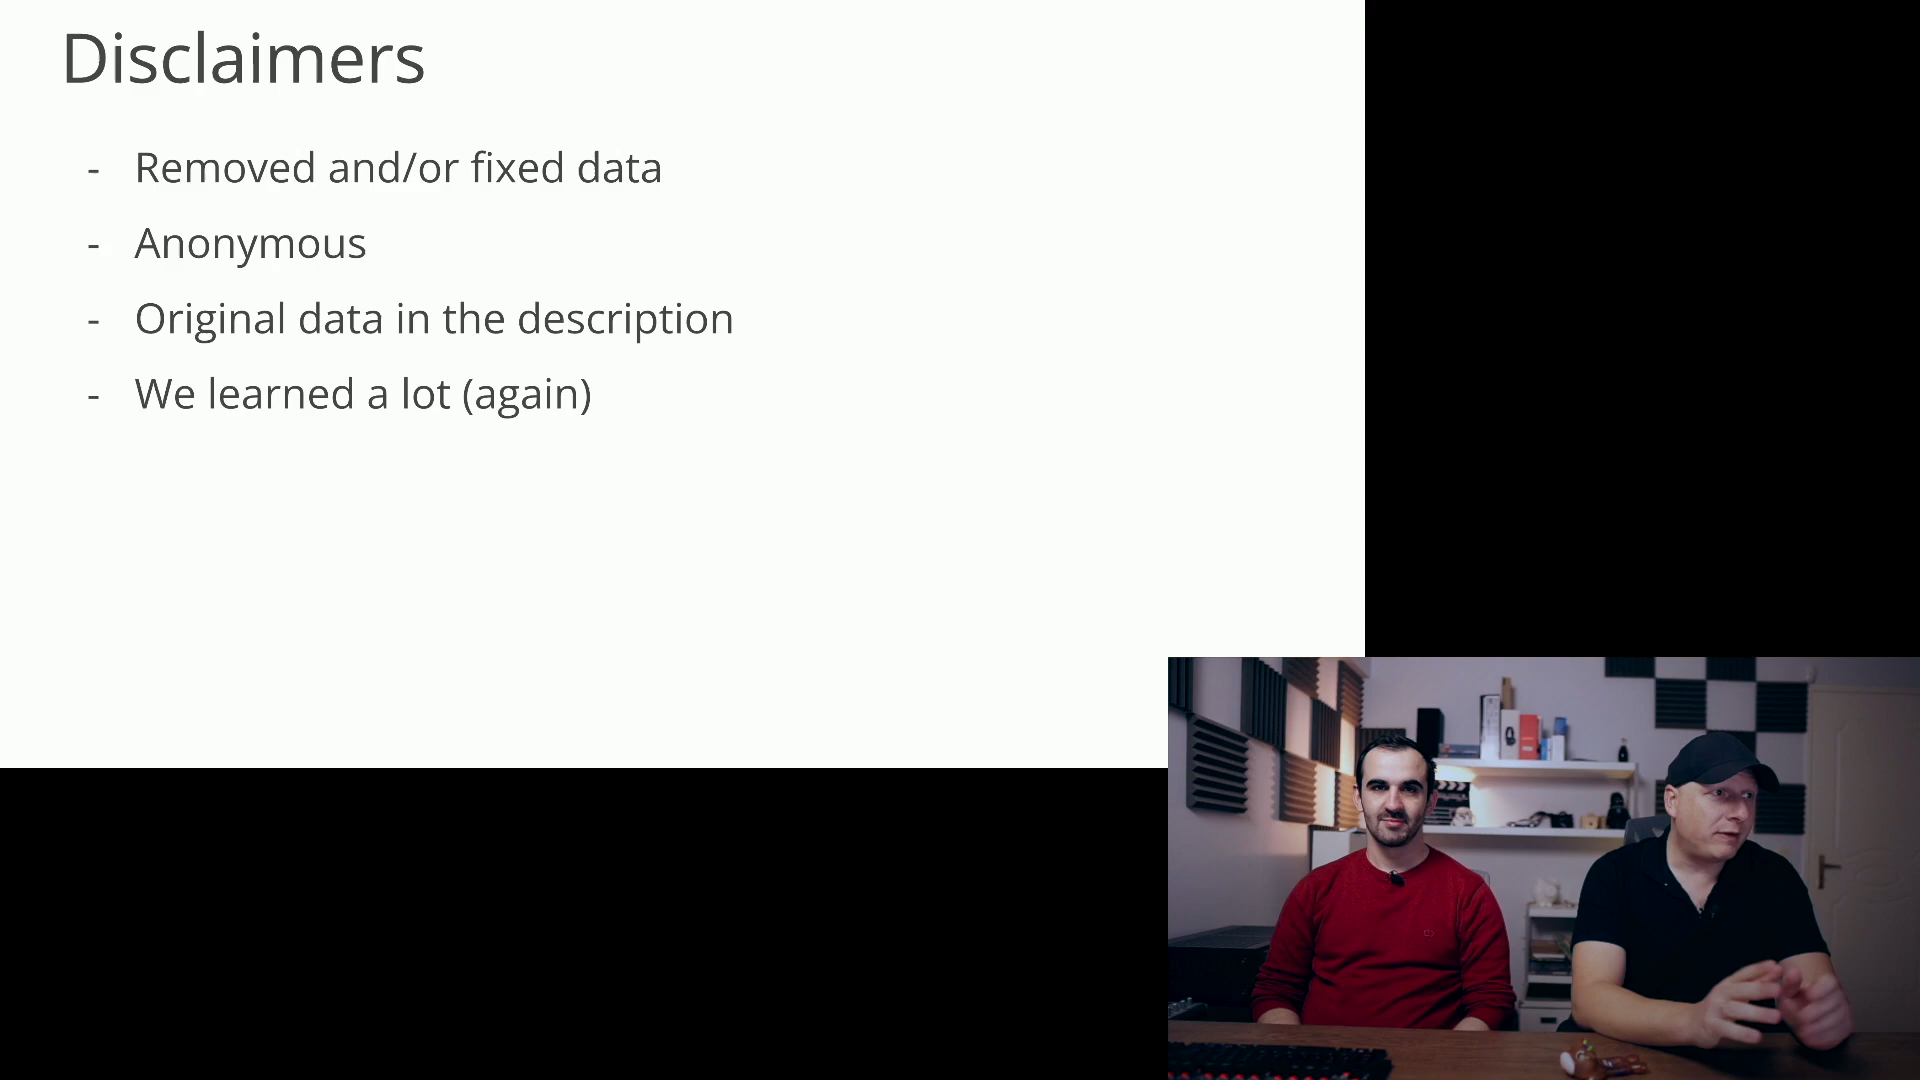 Disclaimers
- Removed and/or fixed data
- Anonymous
- Original data in the description
- We learned a lot (again)